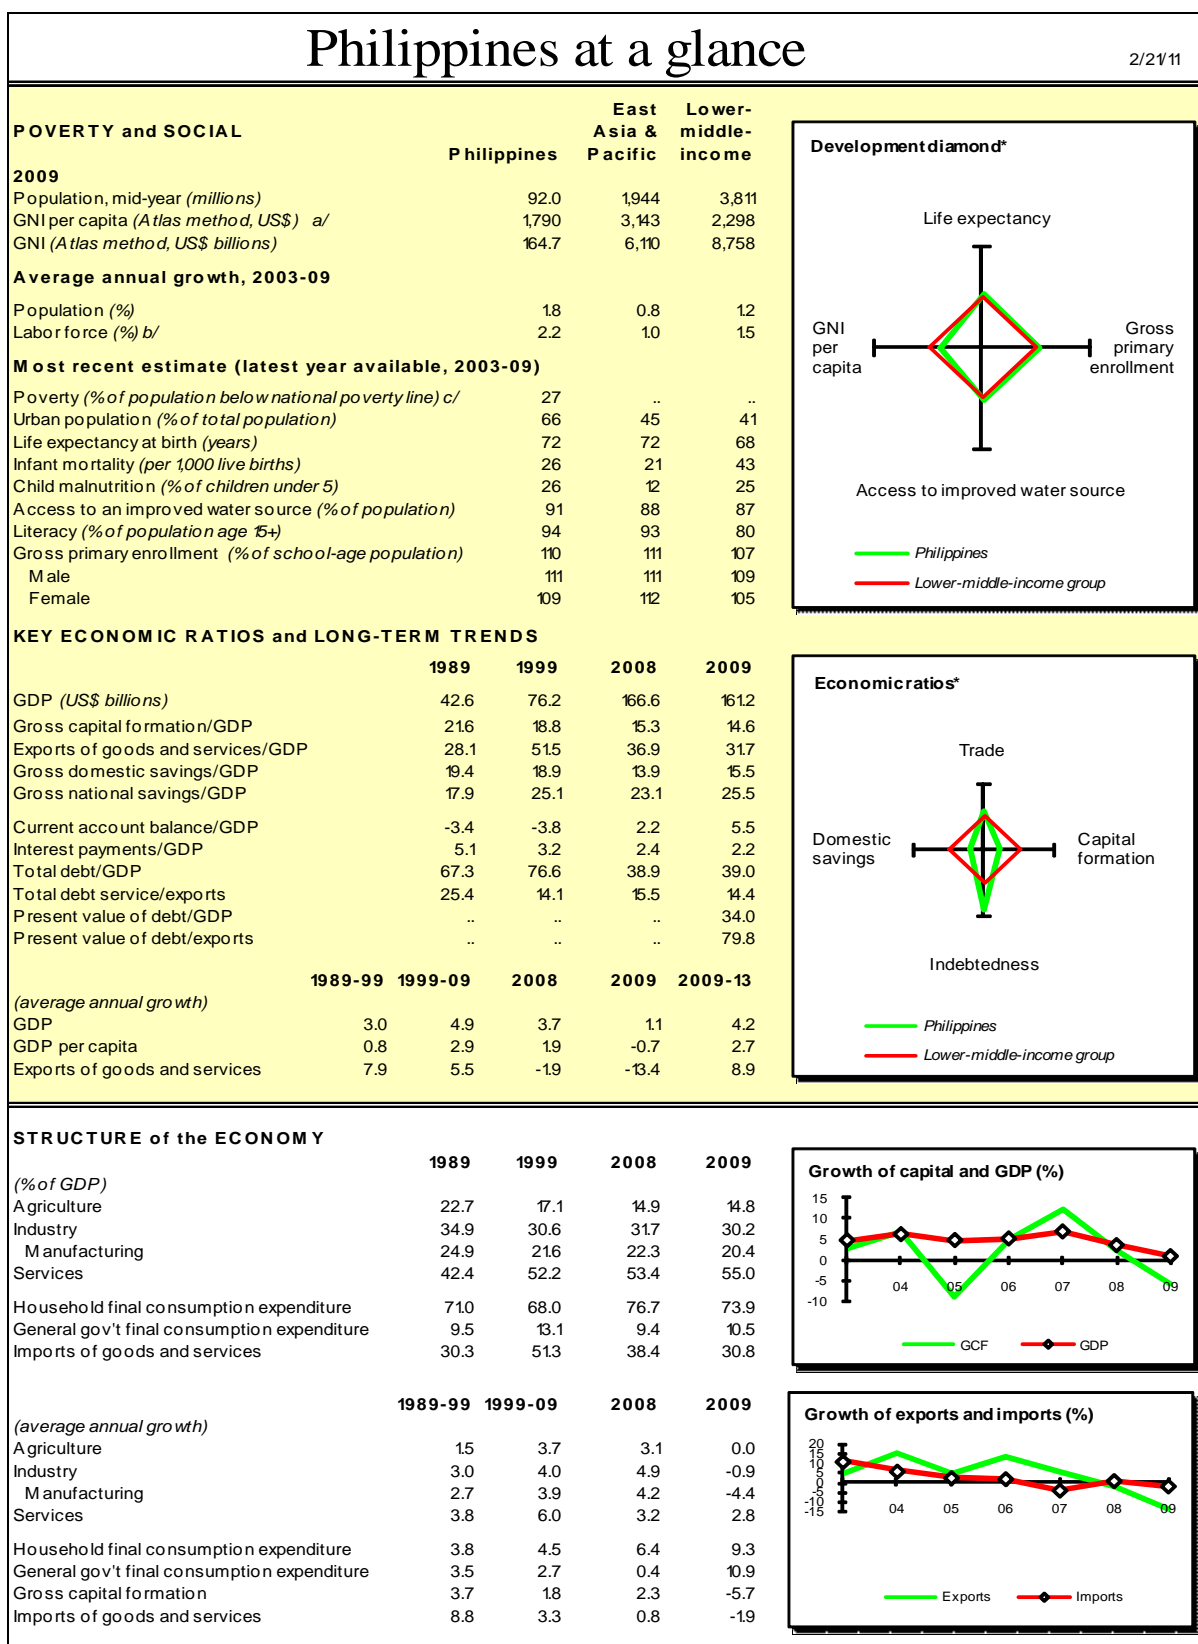 Philippines at a glance 2/21/11
POVERTY and SOCIAL
Philippines
East Asia & Pacific
Lower-middle-income
2009
Population, mid-year (millions) 92.0 1,944 3,811
GNI per capita (Atlas method, US$) a/ 1,790 3,143 2,298
GNI (Atlas method, US$ billions) 164.7 6,110 8,758
Average annual growth, 2003-09
Population (%) 1.8 0.8 1.2
Labor force (%) b/ 2.2 1.0 1.5
Most recent estimate (latest year available, 2003-09)
Poverty (% of population below national poverty line) c/ 27 .. ..
Urban population (% of total population) 66 45 41
Life expectancy at birth (years) 72 72 68
Infant mortality (per 1,000 live births) 26 21 43
Child malnutrition (% of children under 5) 26 12 25
Access to an improved water source (% of population) 91 88 87
Literacy (% of population age 15+) 94 93 80
Gross primary enrollment (% of school-age population) 110 111 107
Male 111 111 109
Female 109 112 105
Development diamond*
Life expectancy
GNI per capita
Gross primary enrollment
Access to improved water source
Philippines
Lower-middle-income group
KEY ECONOMIC RATIOS and LONG-TERM TRENDS
1989 1999 2008 2009
GDP (US$ billions) 42.6 76.2 166.6 161.2
Gross capital formation/GDP 21.6 18.8 15.3 14.6
Exports of goods and services/GDP 28.1 51.5 36.9 31.7
Gross domestic savings/GDP 19.4 18.9 13.9 15.5
Gross national savings/GDP 17.9 25.1 23.1 25.5
Current account balance/GDP -3.4 -3.8 2.2 5.5
Interest payments/GDP 5.1 3.2 2.4 2.2
Total debt/GDP 67.3 76.6 38.9 39.0
Total debt service/exports 25.4 14.1 15.5 14.4
Present value of debt/GDP .. .. .. 34.0
Present value of debt/exports .. .. .. 79.8
1989-99 1999-09 2008 2009 2009-13
(average annual growth)
GDP 3.0 4.9 3.7 1.1 4.2
GDP per capita 0.8 2.9 1.9 -0.7 2.7
Exports of goods and services 7.9 5.5 -1.9 -13.4 8.9
Economic ratios*
Trade
Domestic savings
Capital formation
Indebtedness
Philippines
Lower-middle-income group
STRUCTURE of the ECONOMY
1989 1999 2008 2009
(% of GDP)
Agriculture 22.7 17.1 14.9 14.8
Industry 34.9 30.6 31.7 30.2
Manufacturing 24.9 21.6 22.3 20.4
Services 42.4 52.2 53.4 55.0
Household final consumption expenditure 71.0 68.0 76.7 73.9
General gov't final consumption expenditure 9.5 13.1 9.4 10.5
Imports of goods and services 30.3 51.3 38.4 30.8
1989-99 1999-09 2008 2009
(average annual growth)
Agriculture 1.5 3.7 3.1 0.0
Industry 3.0 4.0 4.9 -0.9
Manufacturing 2.7 3.9 4.2 -4.4
Services 3.8 6.0 3.2 2.8
Household final consumption expenditure 3.8 4.5 6.4 9.3
General gov't final consumption expenditure 3.5 2.7 0.4 10.9
Gross capital formation 3.7 1.8 2.3 -5.7
Imports of goods and services 8.8 3.3 0.8 -1.9
Growth of capital and GDP (%)
15
10
5
0
-5
-10
04 05 06 07 08 09
GCF GDP
Growth of exports and imports (%)
20
15
10
5
0
-5
-10
-15
04 05 06 07 08 09
Exports Imports